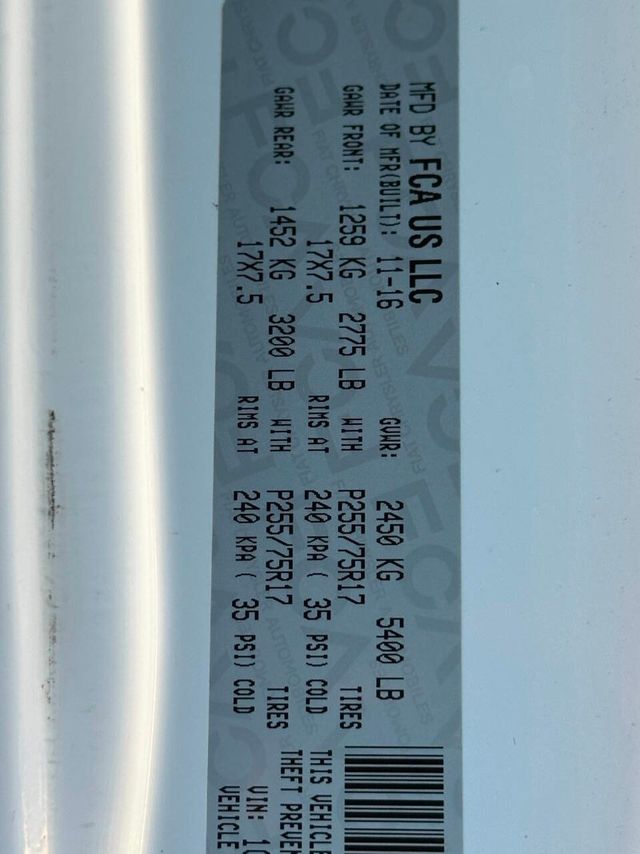 MFD BY FCA US LLC
DATE OF MFR(BUILT): 11-16 GVWR: 2450 KG 5400 LB
GAWR FRONT: 1259 KG 2775 LB WITH P255/75R17 TIRES
17X7.5 RIMS AT 240 KPA ( 35 PSI) COLD
GAWR REAR: 1452 KG 3200 LB WITH P255/75R17 TIRES
17X7.5 RIMS AT 240 KPA ( 35 PSI) COLD
THIS VEHICLE
THEFT PREVEN
VIN: 1C
VEHICLE